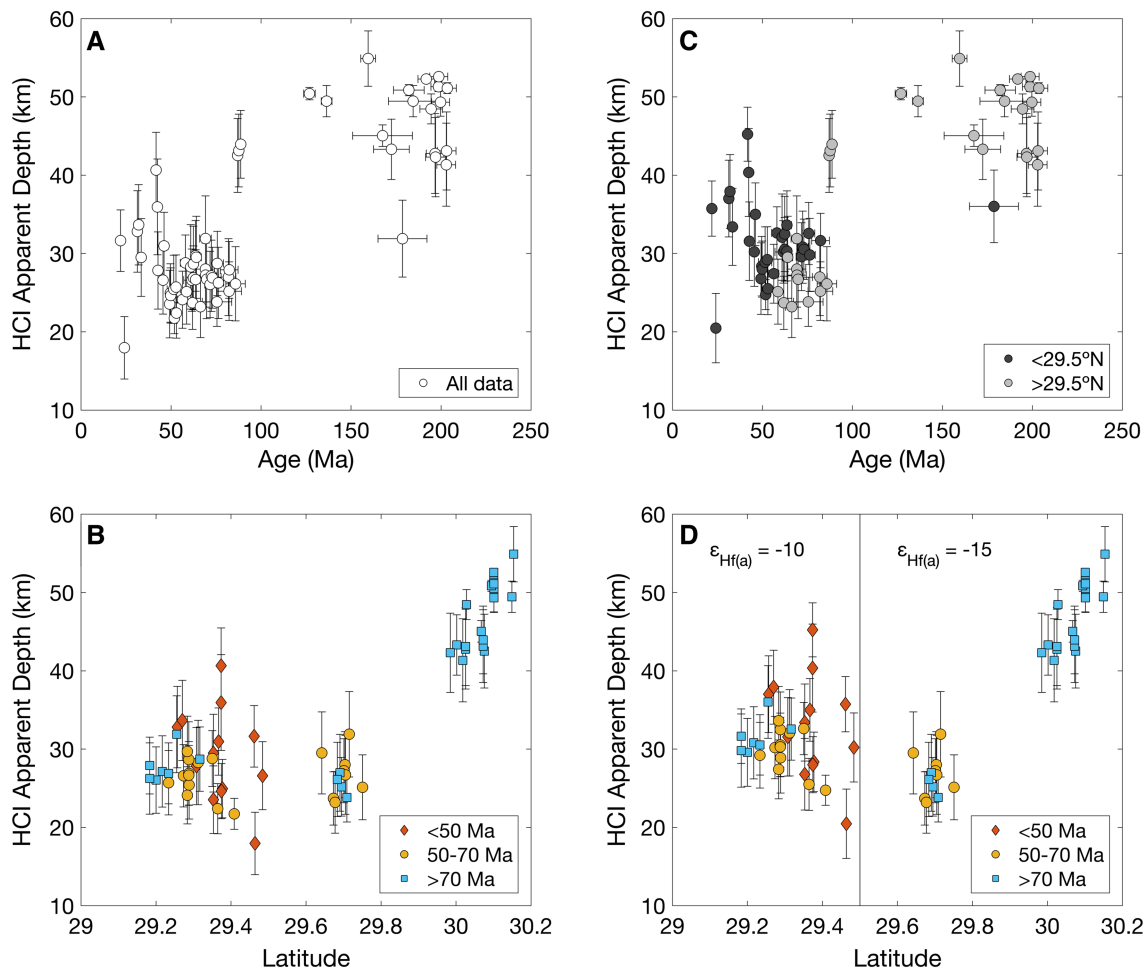 A
HCI Apparent Depth (km)
60
50
40
30
20
10
0
50
100
150
200
250
Age (Ma)
All data
C
HCI Apparent Depth (km)
60
50
40
30
20
10
0
50
100
150
200
250
Age (Ma)
<29.5ºN
>29.5ºN
B
HCI Apparent Depth (km)
60
50
40
30
20
10
29
29.2
29.4
29.6
29.8
30
30.2
Latitude
<50 Ma
50-70 Ma
>70 Ma
D
εHf(a) = -10
εHf(a) = -15
HCI Apparent Depth (km)
60
50
40
30
20
10
29
29.2
29.4
29.6
29.8
30
30.2
Latitude
<50 Ma
50-70 Ma
>70 Ma